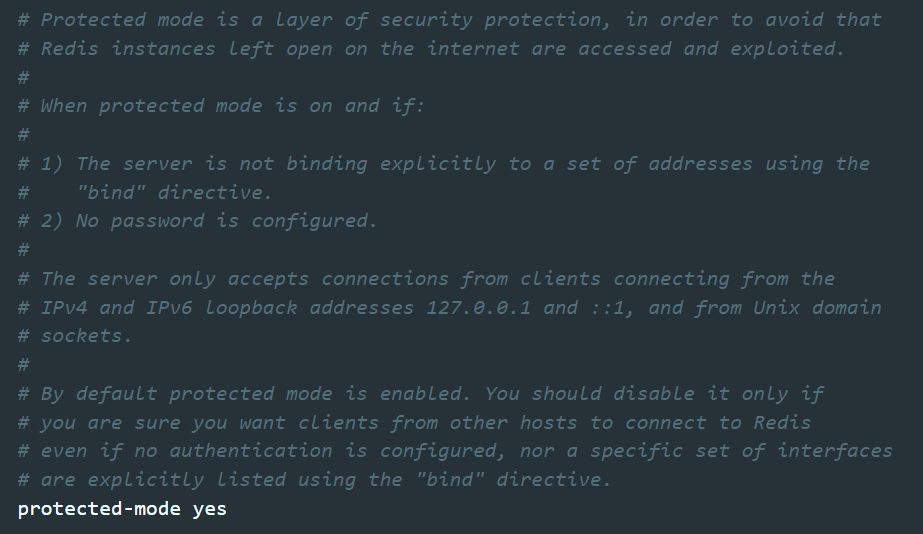 # Protected mode is a layer of security protection, in order to avoid that
# Redis instances left open on the internet are accessed and exploited.
#
# When protected mode is on and if:
#
# 1) The server is not binding explicitly to a set of addresses using the
#    "bind" directive.
# 2) No password is configured.
#
# The server only accepts connections from clients connecting from the
# IPv4 and IPv6 loopback addresses 127.0.0.1 and ::1, and from Unix domain
# sockets.
#
# By default protected mode is enabled. You should disable it only if
# you are sure you want clients from other hosts to connect to Redis
# even if no authentication is configured, nor a specific set of interfaces
# are explicitly listed using the "bind" directive.
protected-mode yes